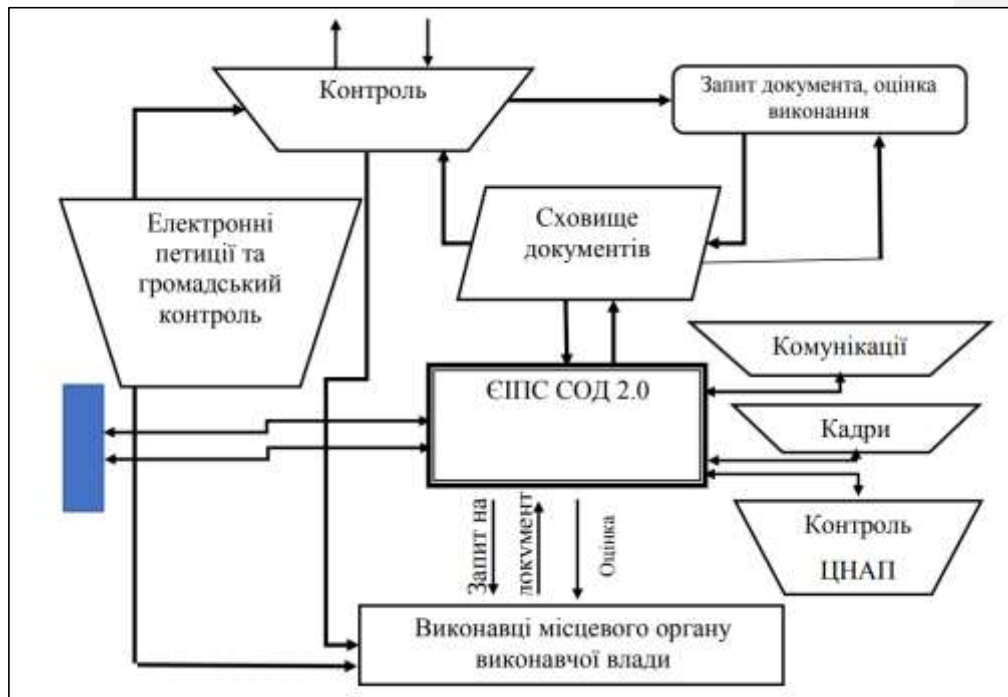 Контроль
Запит документа, оцінка
виконання
Електронні
петиції та
громадський
контроль
Сховище
документів
Комунікації
ЄІПС СОД 2.0
Кадри
Контроль
ЦНАП
Запит на
документ
Оцінка
Виконавці місцевого органу
виконавчої влади